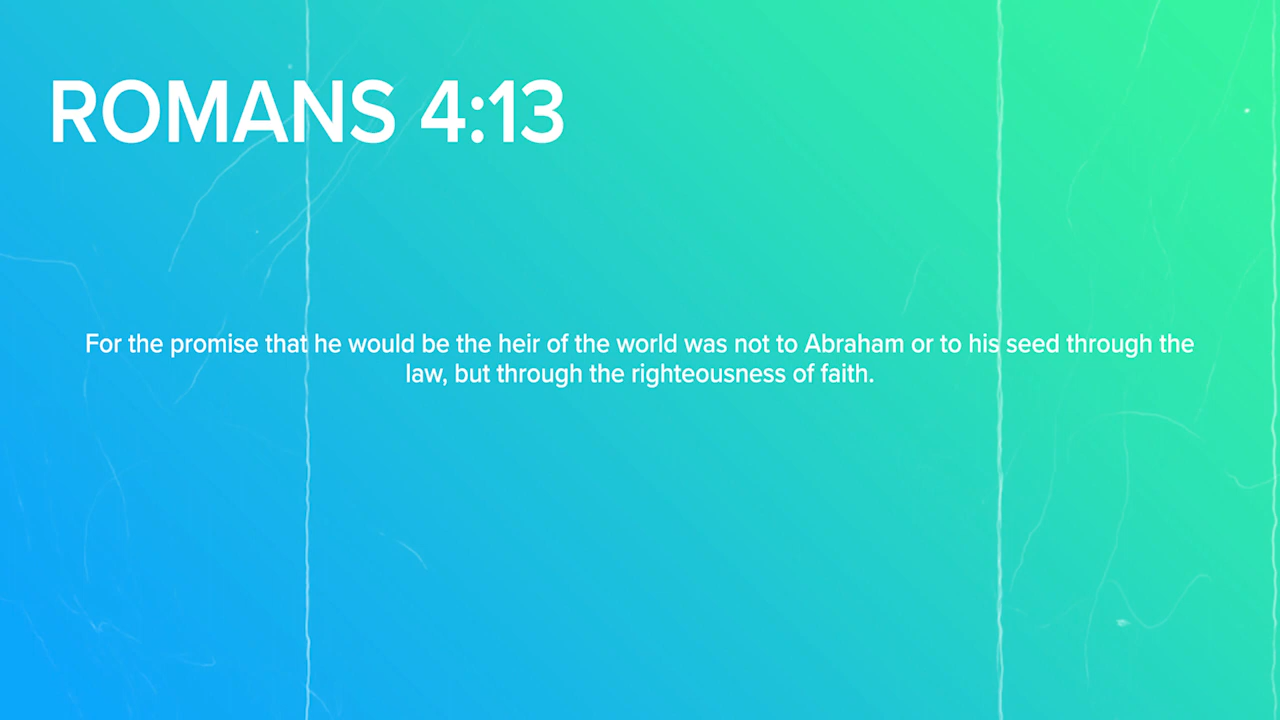 ROMANS 4:13
For the promise that he would be the heir of the world was not to Abraham or to his seed through the
law, but through the righteousness of faith.